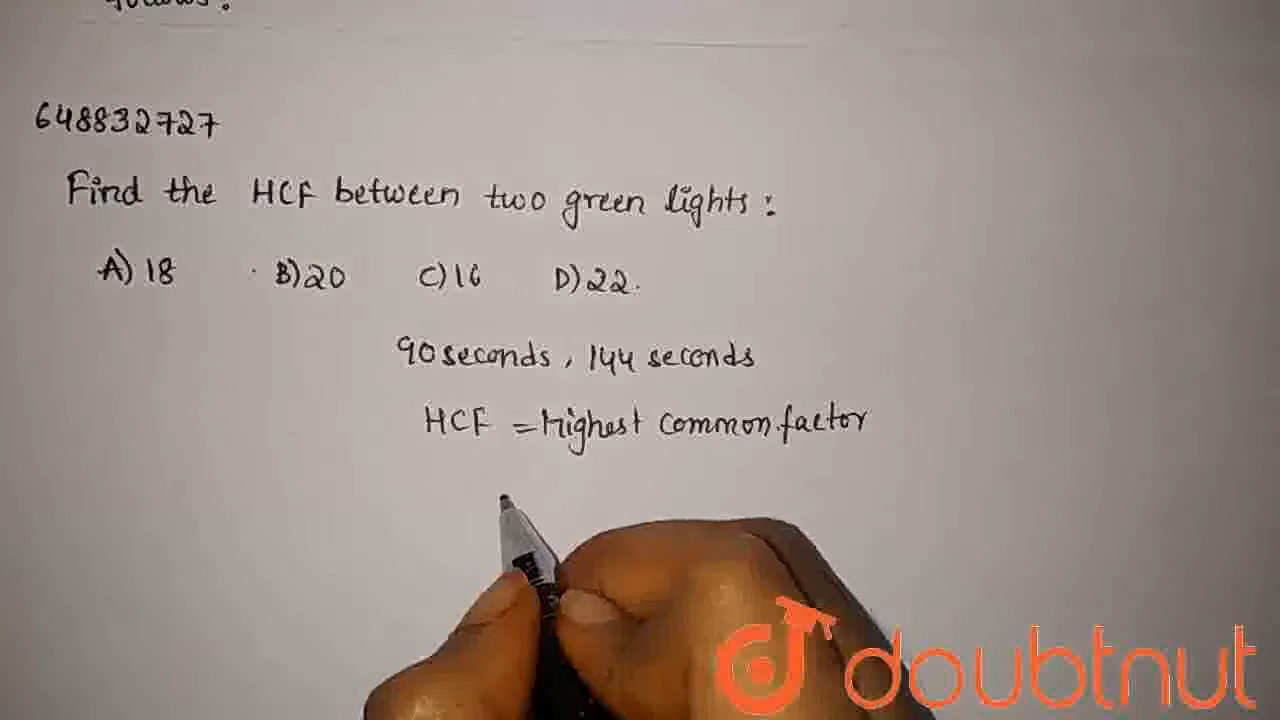 follows:
648832727
Find the HCF between two green lights:
A) 18 B) 20 C) 16 D) 22.
90 seconds, 144 seconds
HCF = highest common factor
doubtnut